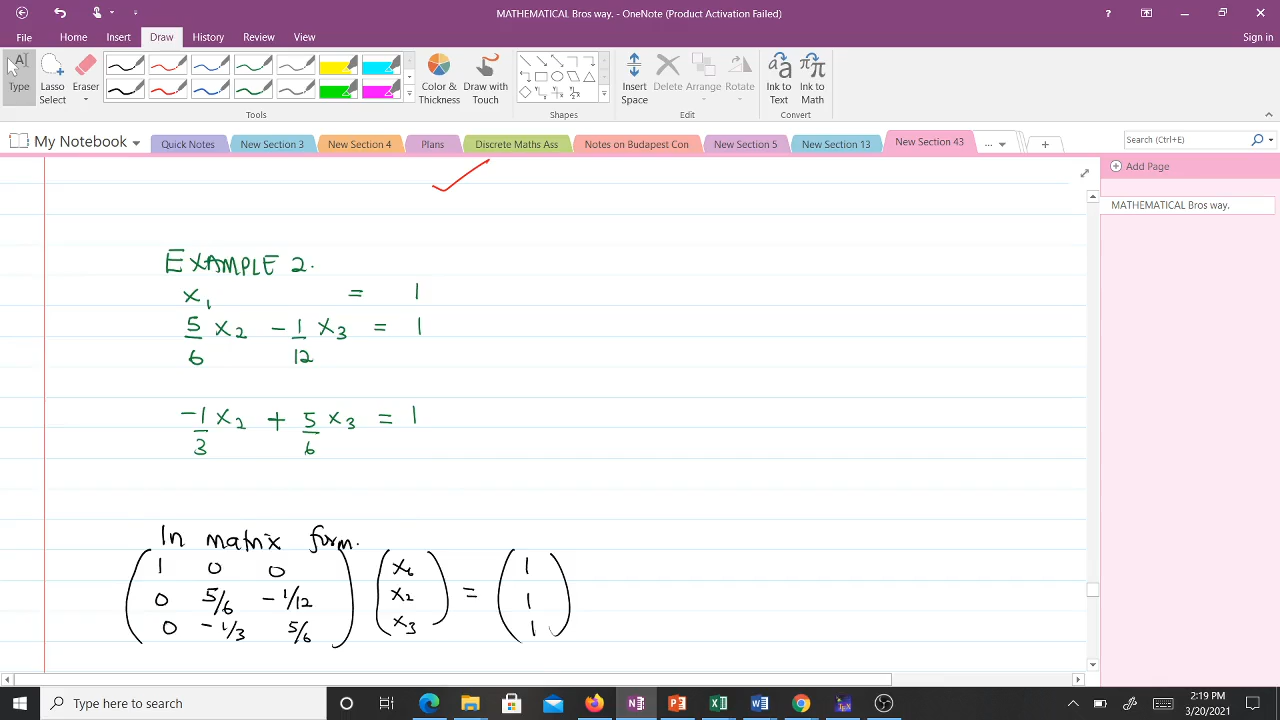 MATHEMATICAL Bros way. - OneNote (Product Activation Failed)
?
Sign in
File Home Insert Draw History Review View
Type
Lasso Select
Eraser
Color & Thickness
Draw with Touch
Insert Space
Delete Arrange Rotate
Ink to Text
Ink to Math
Tools Shapes Edit Convert
My Notebook Quick Notes New Section 3 New Section 4 Plans Discrete Maths Ass Notes on Budapest Con New Section 5 New Section 13 New Section 43 ... +
Search (Ctrl+E)
Add Page
MATHEMATICAL Bros way.
EXAMPLE 2.
x₁ = 1
5/6 x₂ - 1/12 x₃ = 1
-1/3 x₂ + 5/6 x₃ = 1
In matrix form.
( 1 0 0 ) ( x₁ ) ( 1 )
( 0 5/6 -1/12 ) ( x₂ ) = ( 1 )
( 0 -1/3 5/6 ) ( x₃ ) ( 1 )
Type here to search
2:19 PM
3/20/2021